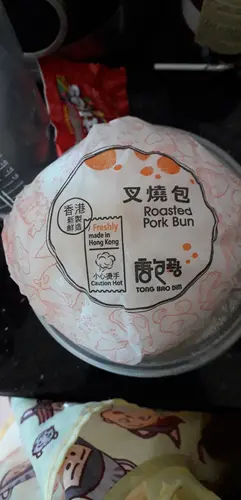 叉燒包
Roasted
Pork Bun
香港
新製
鮮造
Freshly
made in
Hong Kong
小心燙手
Caution Hot
唐包點
TONG BAO DIM